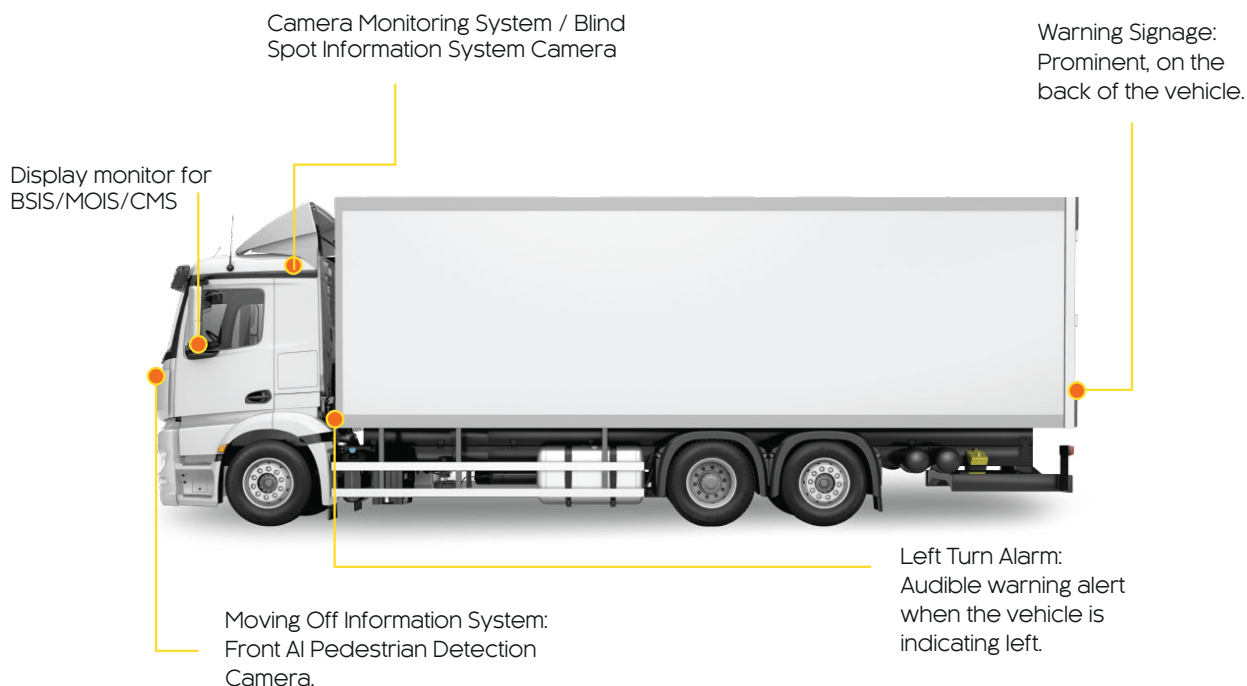 Camera Monitoring System / Blind
Spot Information System Camera
Warning Signage:
Prominent, on the
back of the vehicle.
Display monitor for
BSIS/MOIS/CMS
Left Turn Alarm:
Audible warning alert
when the vehicle is
indicating left.
Moving Off Information System:
Front AI Pedestrian Detection
Camera.